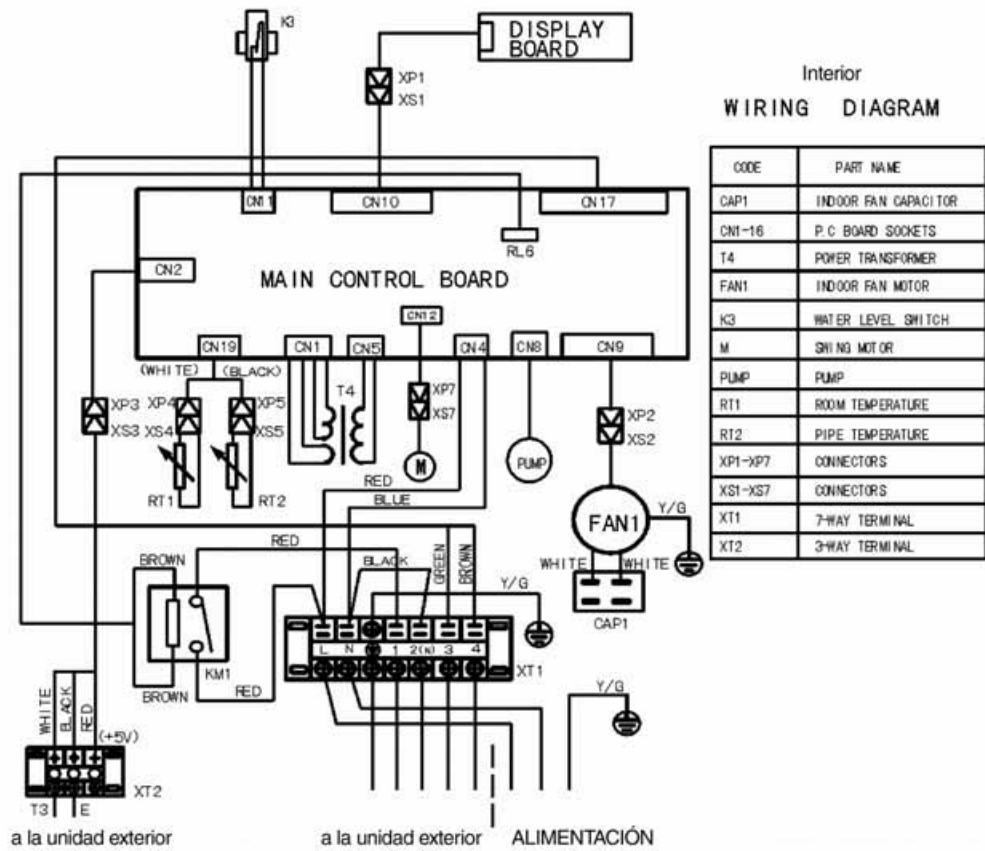 K3
DISPLAY
BOARD
XP1
XS1
Interior
WIRING DIAGRAM
CODE PART NAME
CAP1 INDOOR FAN CAPACITOR
CN1-16 P.C BOARD SOCKETS
T4 POWER TRANSFORMER
FAN1 INDOOR FAN MOTOR
K3 WATER LEVEL SWITCH
M SWING MOTOR
PUMP PUMP
RT1 ROOM TEMPERATURE
RT2 PIPE TEMPERATURE
XP1-XP7 CONNECTORS
XS1-XS7 CONNECTORS
XT1 7-WAY TERMINAL
XT2 3-WAY TERMINAL
CN11 CN10 CN17
RL6
CN2
MAIN CONTROL BOARD
CN12
CN19 CN1 CN5 CN4 CN8 CN9
(WHITE) (BLACK)
T4
XP3 XP4 XP5 XP7 XP2
XS3 XS4 XS5 XS7 XS2
M PUMP
RT1 RT2
RED
BLUE
FAN1 Y/G
BROWN RED BLACK GREEN BROWN
WHITE WHITE
Y/G
CAP1
KM1
L N 1 2(N) 3 4
XT1
BROWN RED
Y/G
WHITE BLACK RED
(+5V)
XT2
T3 E
a la unidad exterior a la unidad exterior ALIMENTACIÓN